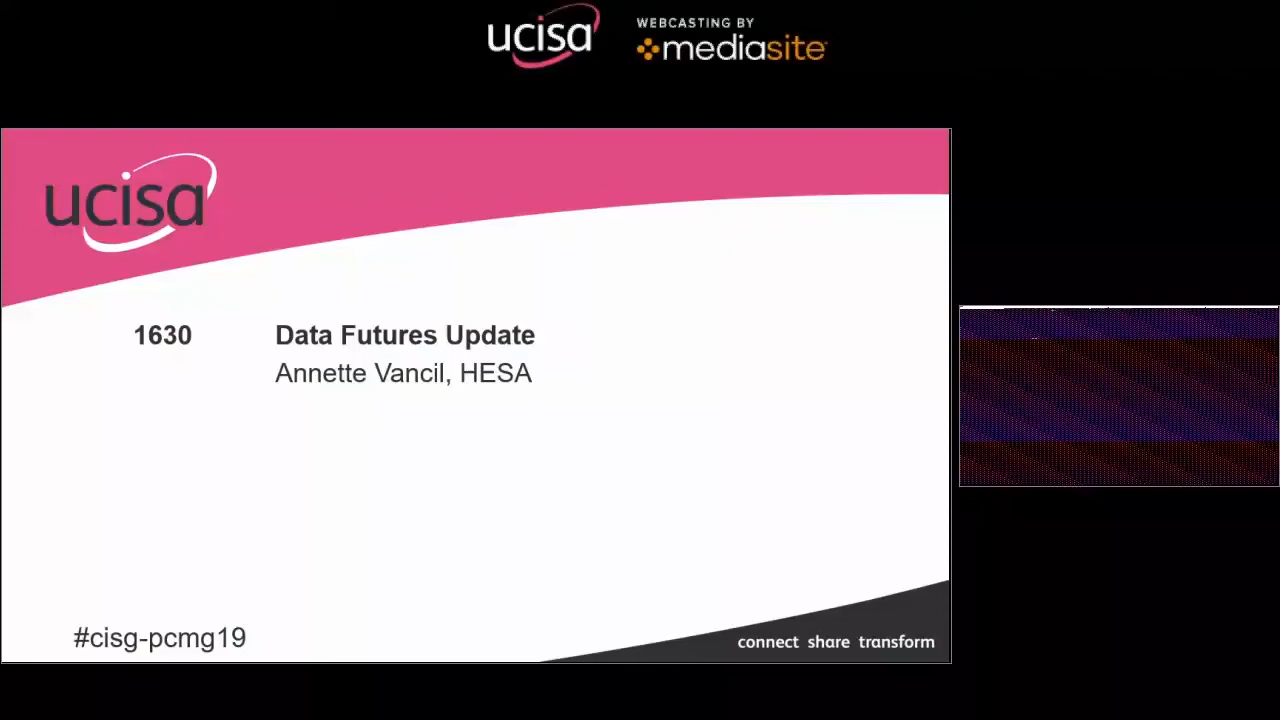 ucisa
WEBCASTING BY
mediasite
ucisa
1630 Data Futures Update
Annette Vancil, HESA
#cisg-pcmg19
connect share transform